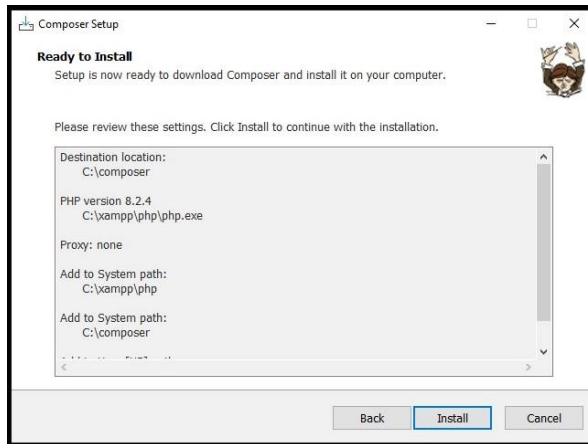 Composer Setup
Ready to Install
Setup is now ready to download Composer and install it on your computer.
Please review these settings. Click Install to continue with the installation.
Destination location:
C:\composer
PHP version 8.2.4
C:\xampp\php\php.exe
Proxy: none
Add to System path:
C:\xampp\php
Add to System path:
C:\composer
Back Install Cancel